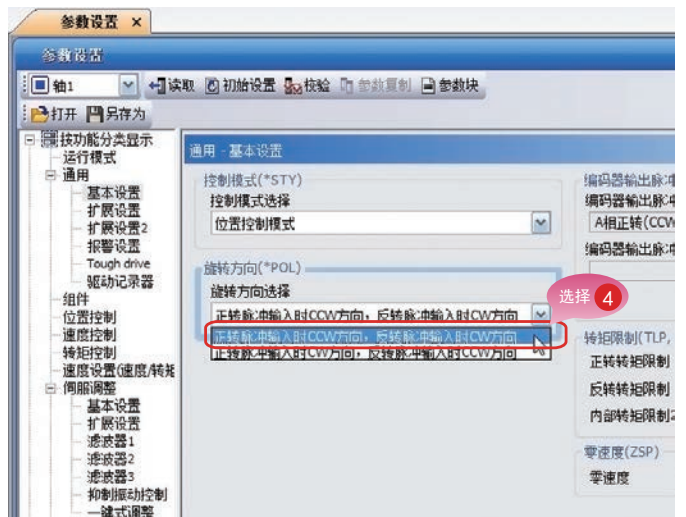 参数设置 ×
参数设置
轴1 读取 初始设置 校验 参数复制 参数块
打开 另存为
按功能分类显示
运行模式
通用
基本设置
扩展设置
扩展设置2
报警设置
Tough drive
驱动记录器
组件
位置控制
速度控制
转矩控制
速度设置(速度/转矩
伺服调整
基本设置
扩展设置
滤波器1
滤波器2
滤波器3
抑制振动控制
一键式调整
通用 - 基本设置
控制模式(*STY)
控制模式选择
位置控制模式
旋转方向(*POL)
旋转方向选择
正转脉冲输入时CCW方向，反转脉冲输入时CW方向
正转脉冲输入时CCW方向，反转脉冲输入时CW方向
正转脉冲输入时CW方向，反转脉冲输入时CCW方向
选择 4
编码器输出脉冲
编码器输出脉冲
A相正转(CCW
编码器输出脉冲
转矩限制(TLP,
正转转矩限制
反转转矩限制
内部转矩限制2
零速度(ZSP)
零速度